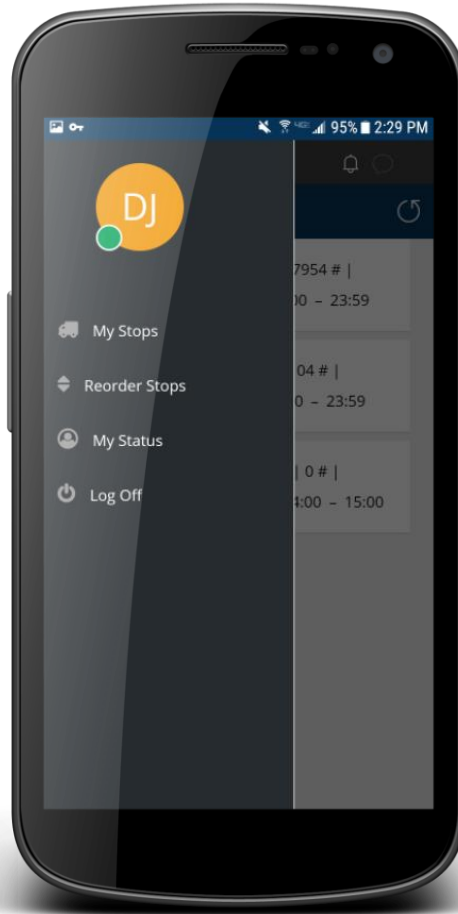 95% 2:29 PM
DJ
7954 # |
00 – 23:59
My Stops
04 # |
Reorder Stops
0 – 23:59
My Status
| 0 # |
4:00 – 15:00
Log Off